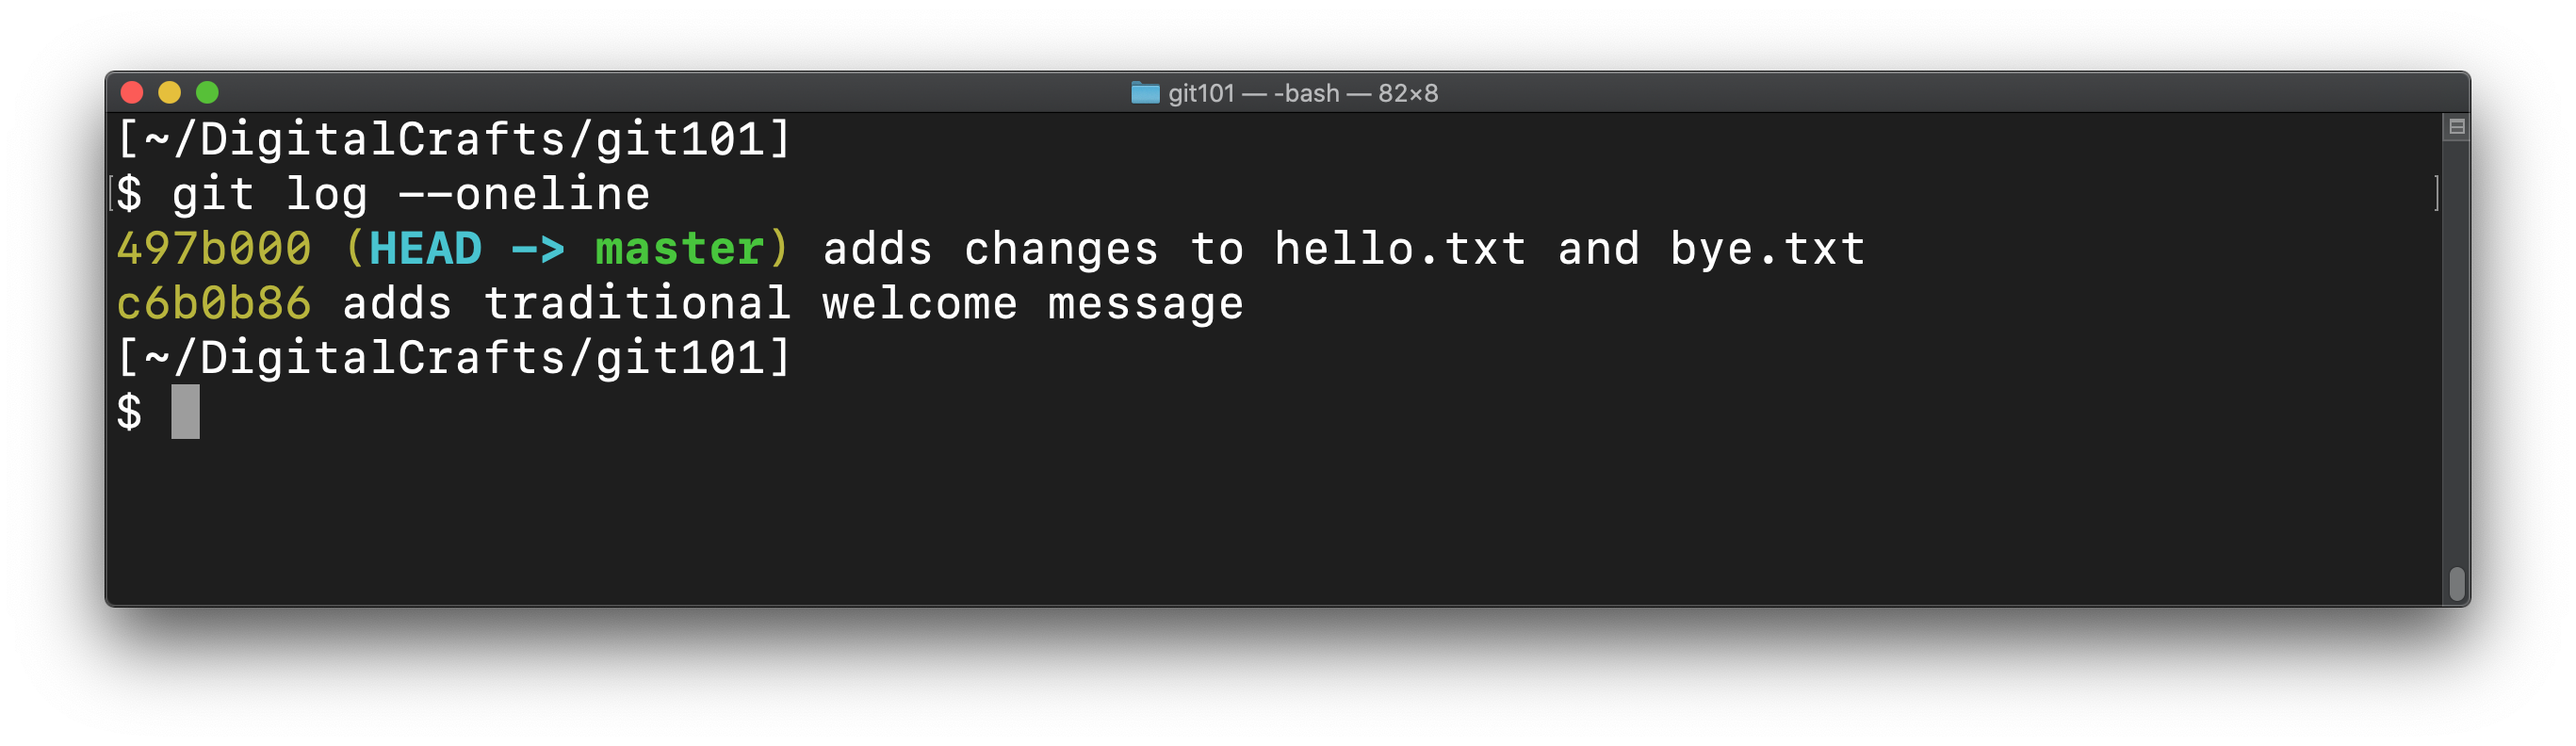 git101 — -bash — 82×8
[~/DigitalCrafts/git101]
$ git log --oneline
497b000 (HEAD -> master) adds changes to hello.txt and bye.txt
c6b0b86 adds traditional welcome message
[~/DigitalCrafts/git101]
$